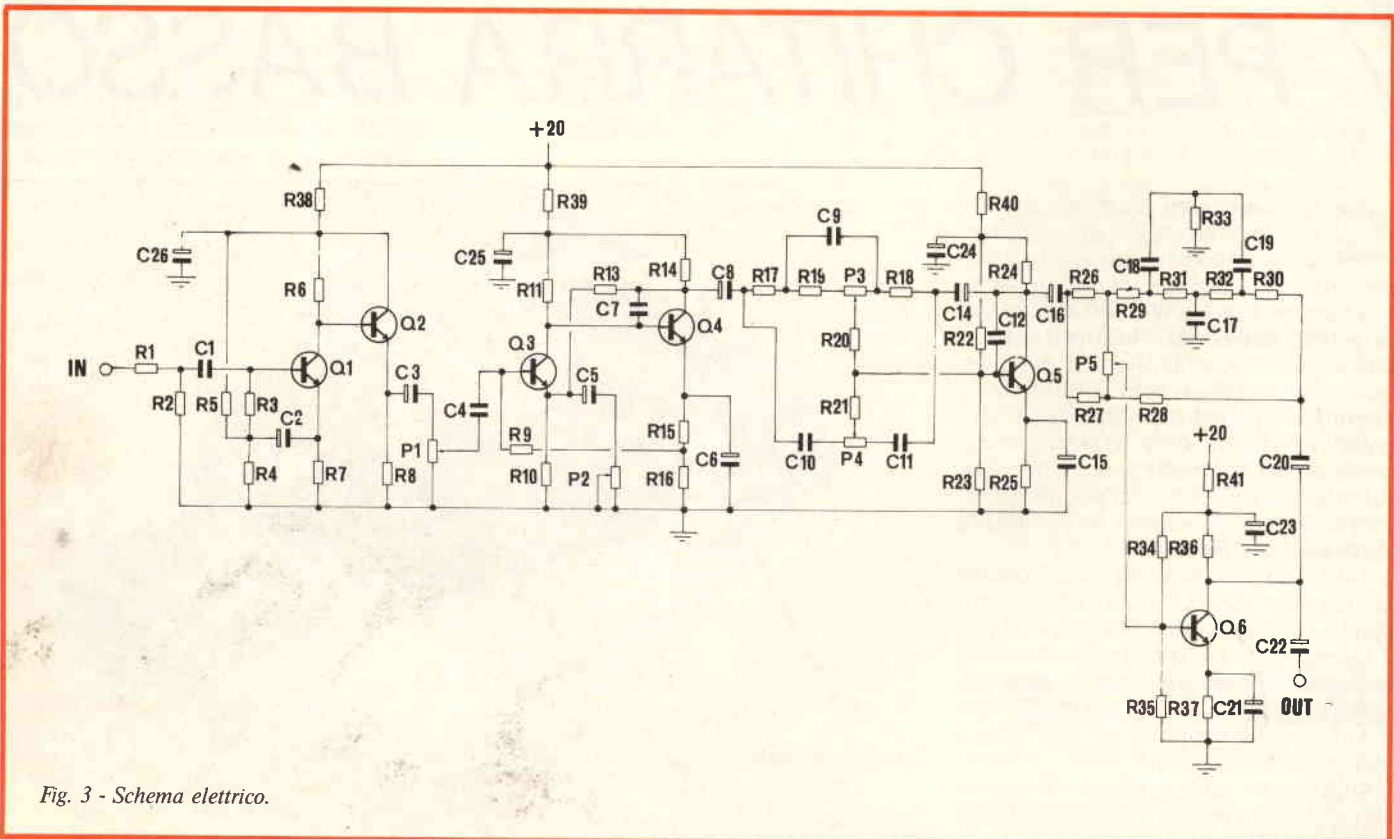 PER CHITARRA BASSO
+20
R38
C26
R6
Q2
IN
R1
C1
Q1
R2
R5
R3
C2
C3
R4
R7
R8
P1
+20
R39
C25
R11
R13
C7
R14
C8
Q4
Q3
C4
C5
R9
R10
P2
R15
R16
C6
C9
R17
R19
P3
R18
R20
R21
C10
P4
C11
R40
C24
R24
C14
R22
C12
C16
Q5
R23
R25
C15
R26
R29
C18
R33
C19
R31
R32
R30
C17
P5
R27
R28
+20
R41
C20
C23
R34
R36
Q6
C22
R35
R37
C21
OUT
Fig. 3 - Schema elettrico.